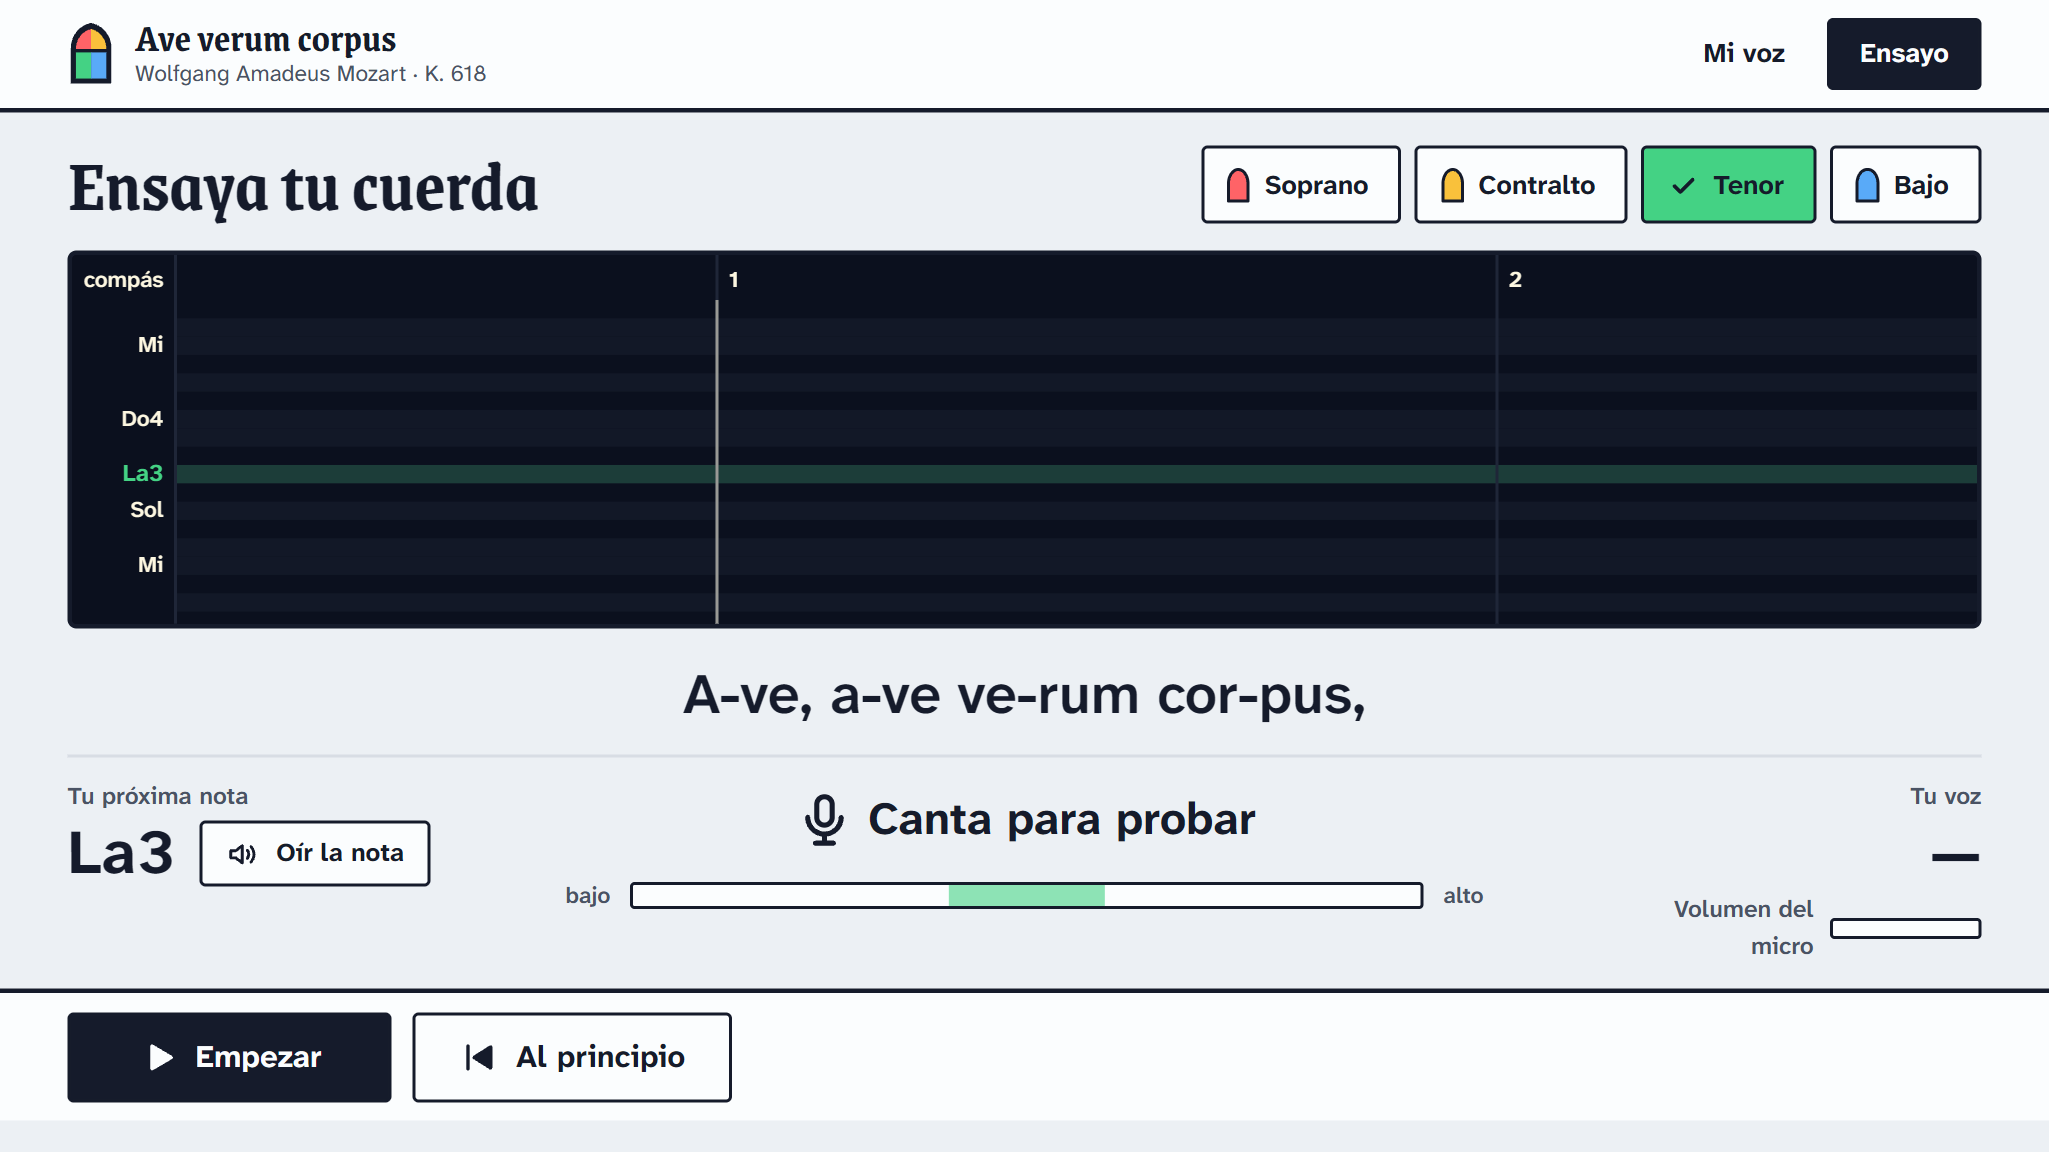 Ave verum corpus
Wolfgang Amadeus Mozart · K. 618
Mi voz
Ensayo
Ensaya tu cuerda
Soprano
Contralto
Tenor
Bajo
compás
1
2
Mi
Do4
La3
Sol
Mi
A-ve, a-ve ve-rum cor-pus,
Tu próxima nota
La3
Oír la nota
Canta para probar
bajo
alto
Tu voz
—
Volumen del
micro
Empezar
Al principio